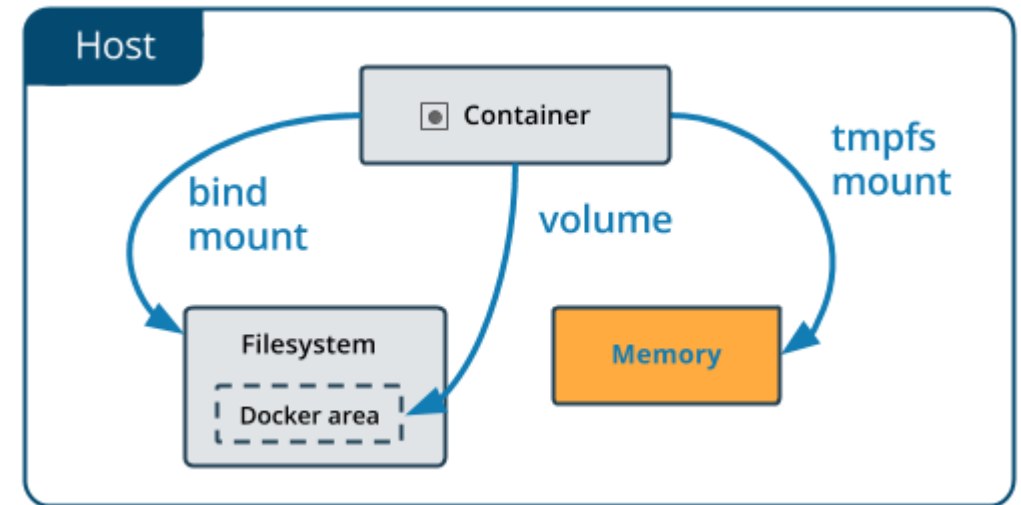 Host
Container
tmpfs
mount
bind
mount
volume
Filesystem
Memory
Docker area